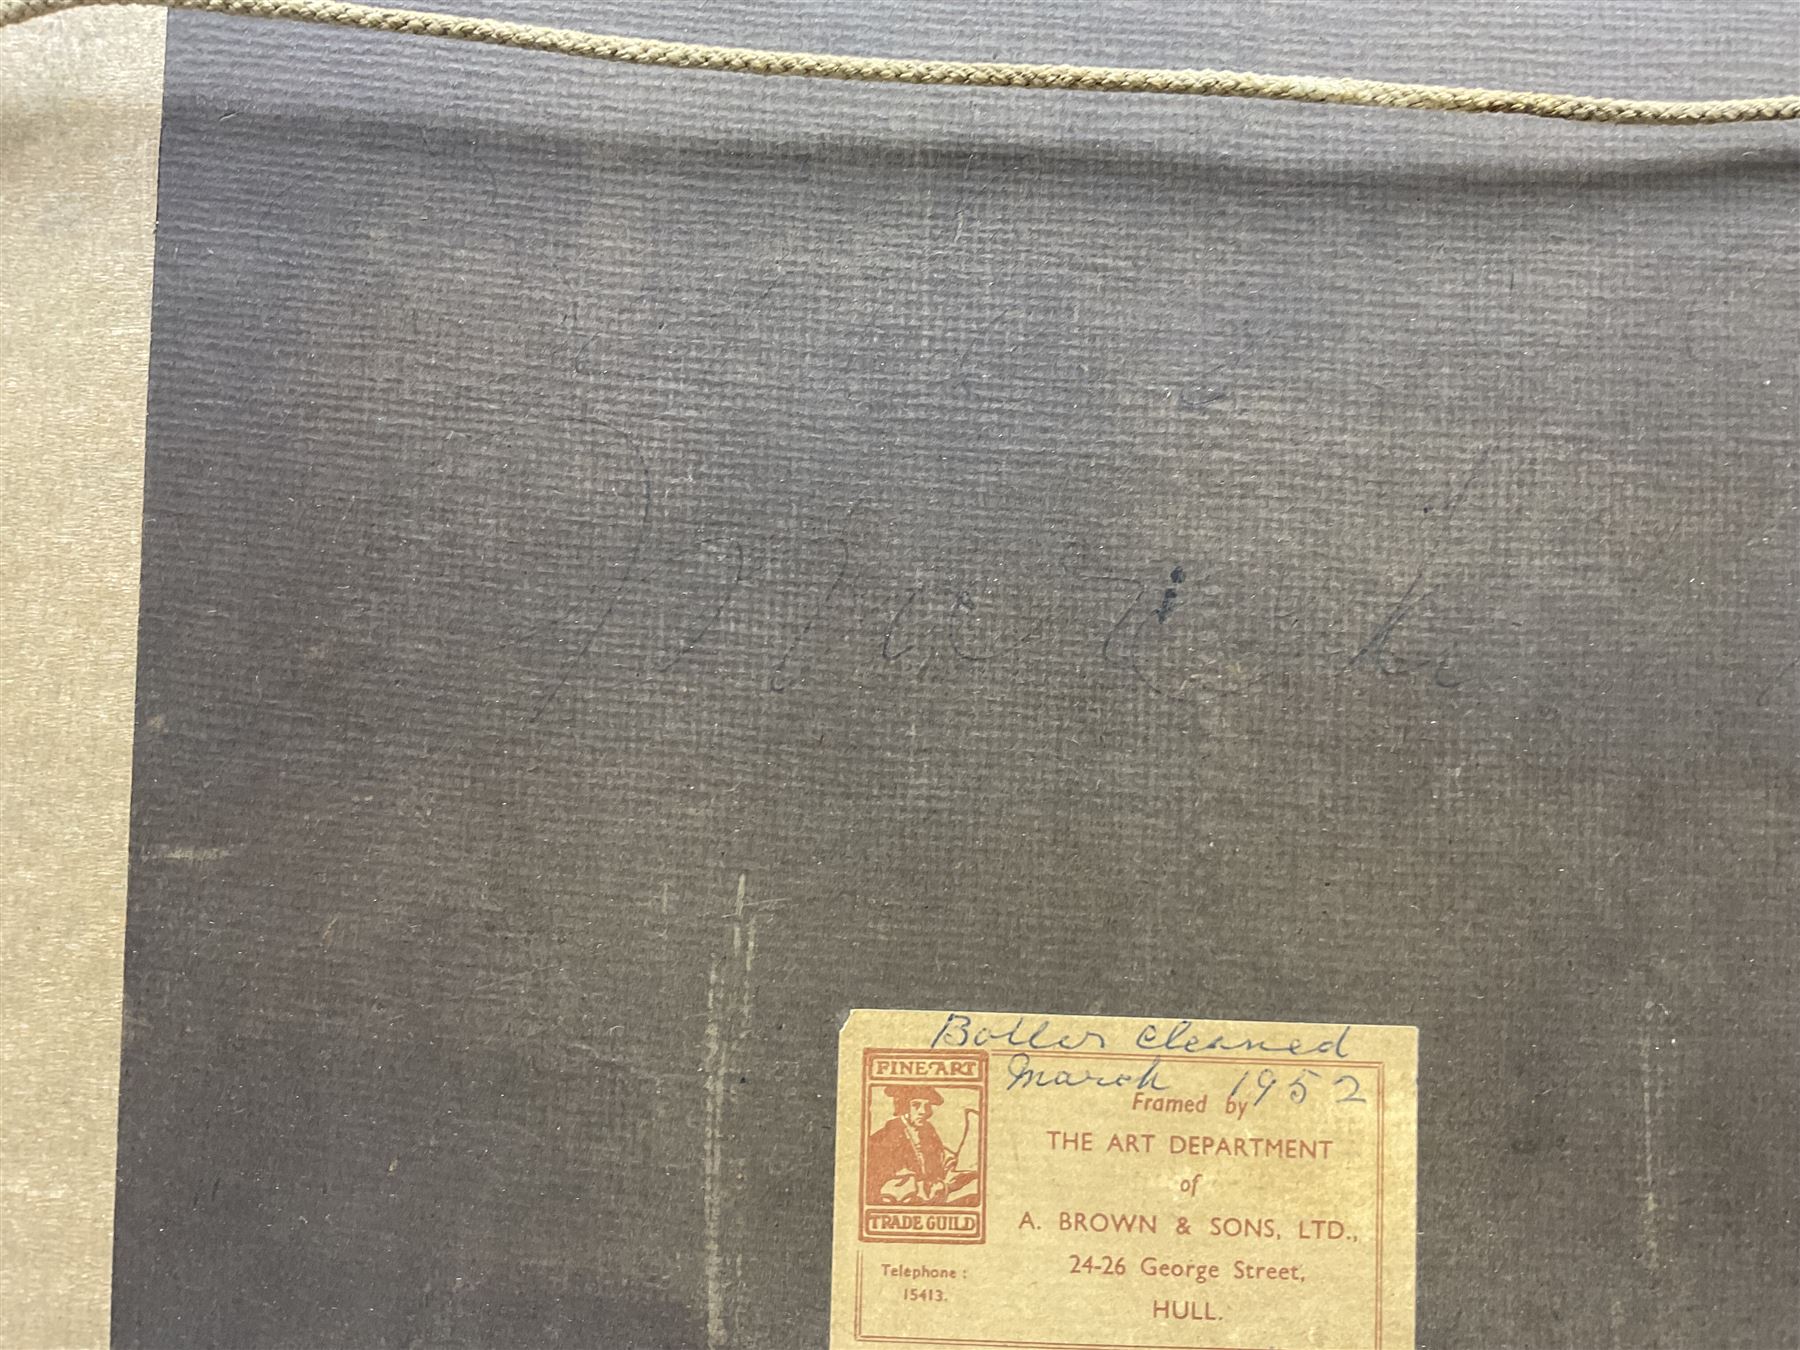 Boiler cleaned
March 1952
FINE ART
TRADE GUILD
Telephone :
15413.
Framed by
THE ART DEPARTMENT
of
A. BROWN & SONS, LTD.,
24-26 George Street,
HULL.